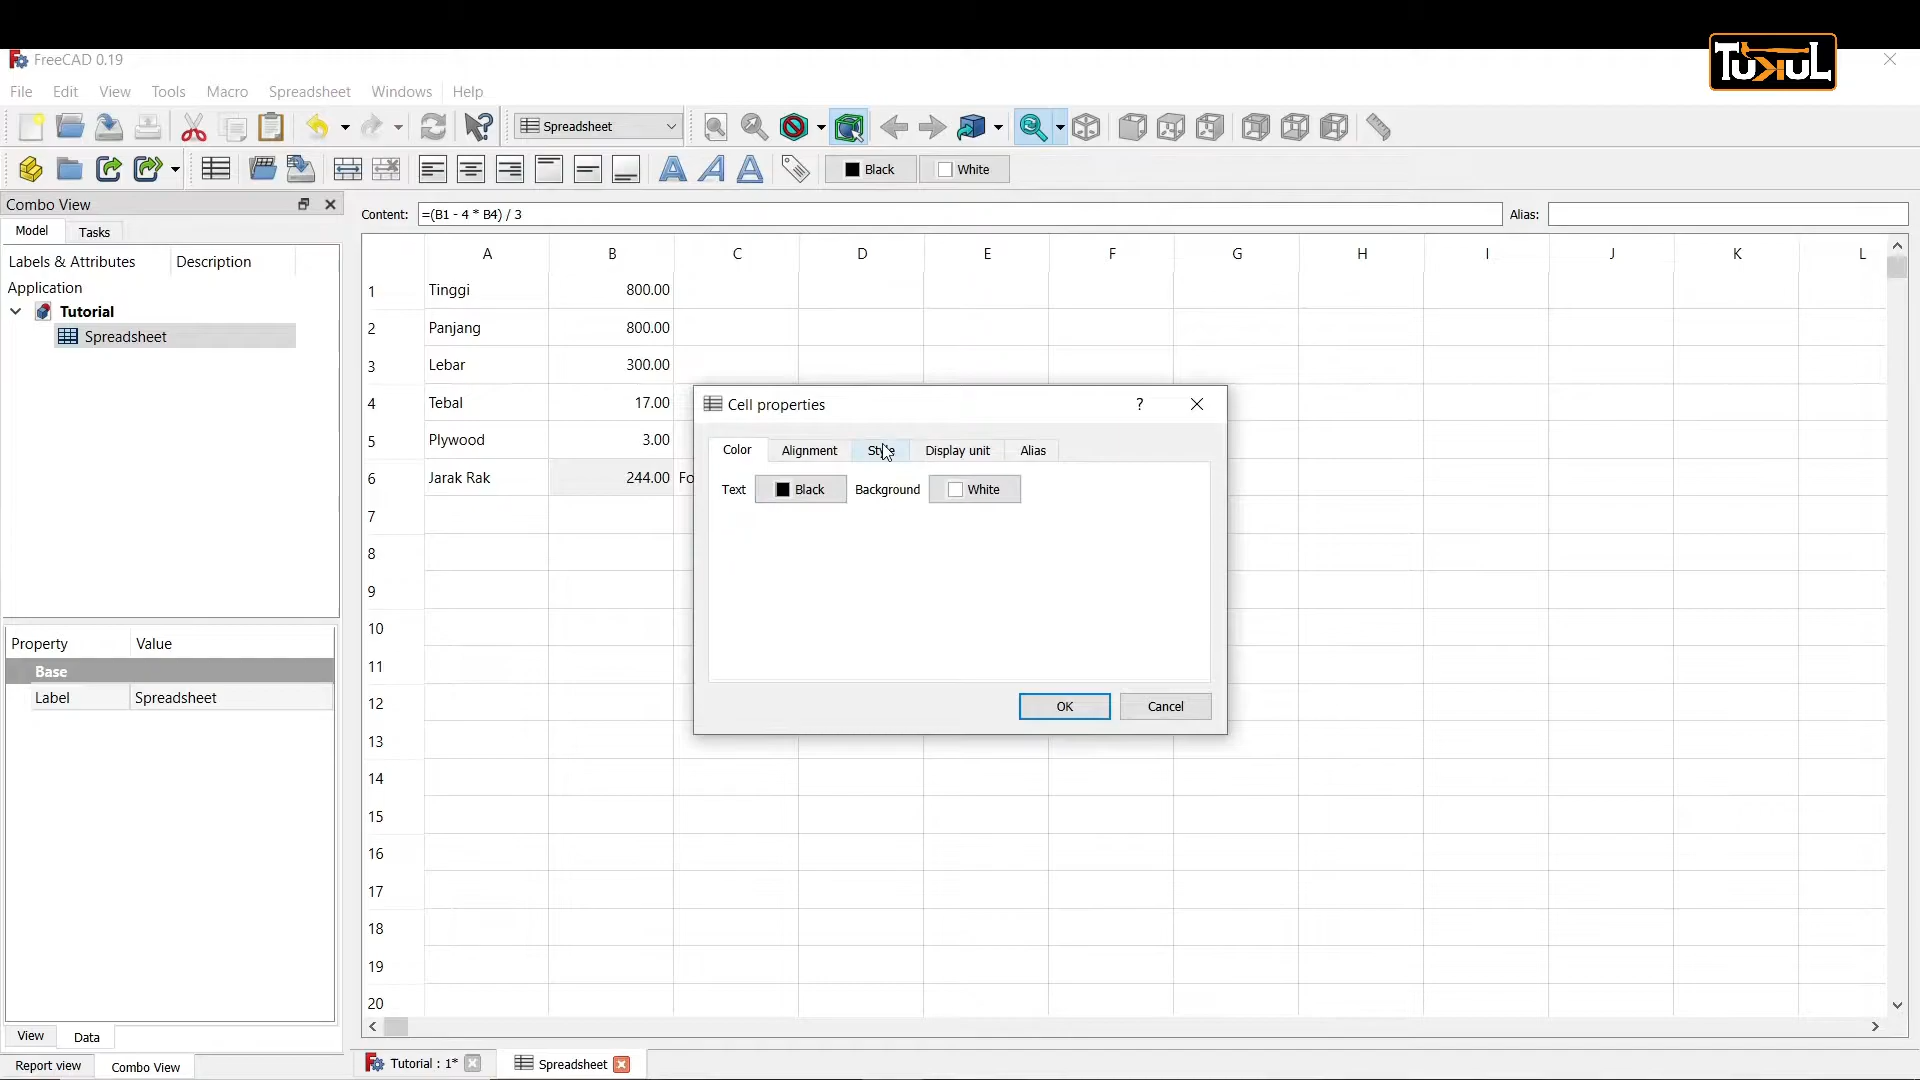 TUKUL
FreeCAD 0.19
File Edit View Tools Macro Spreadsheet Windows Help
Spreadsheet
Black White
Combo View
Content: =(B1 - 4 * B4) / 3 Alias:
Model Tasks
Labels & Attributes Description
Application
Tutorial
Spreadsheet
A B C D E F G H I J K L
1 Tinggi 800.00
2 Panjang 800.00
3 Lebar 300.00
4 Tebal 17.00
5 Plywood 3.00
6 Jarak Rak 244.00 Fo
7
8
9
10
11
12
13
14
15
16
17
18
19
20
Cell properties ?
Color Alignment Style Display unit Alias
Text Black Background White
OK Cancel
Property Value
Base
Label Spreadsheet
View Data
Report view Combo View
Tutorial : 1* Spreadsheet